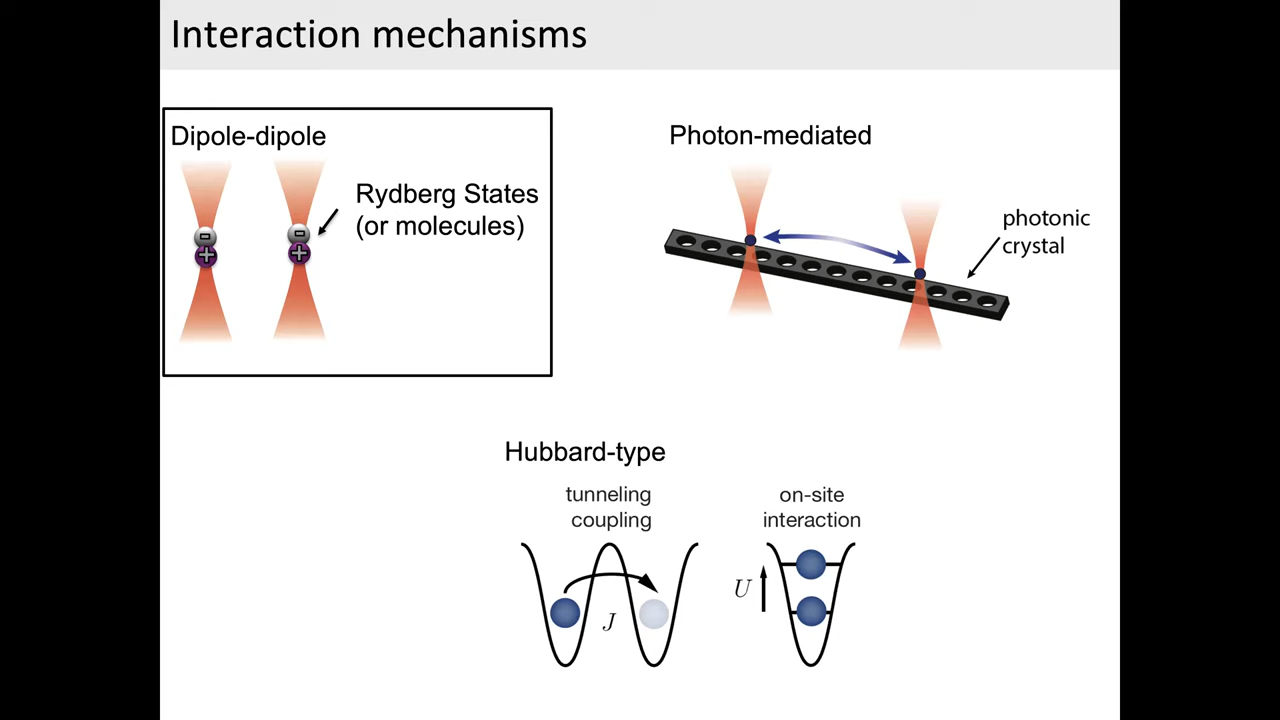 Interaction mechanisms
Dipole-dipole
Rydberg States
(or molecules)
-
+
-
+
Photon-mediated
photonic
crystal
Hubbard-type
tunneling
coupling
J
on-site
interaction
U